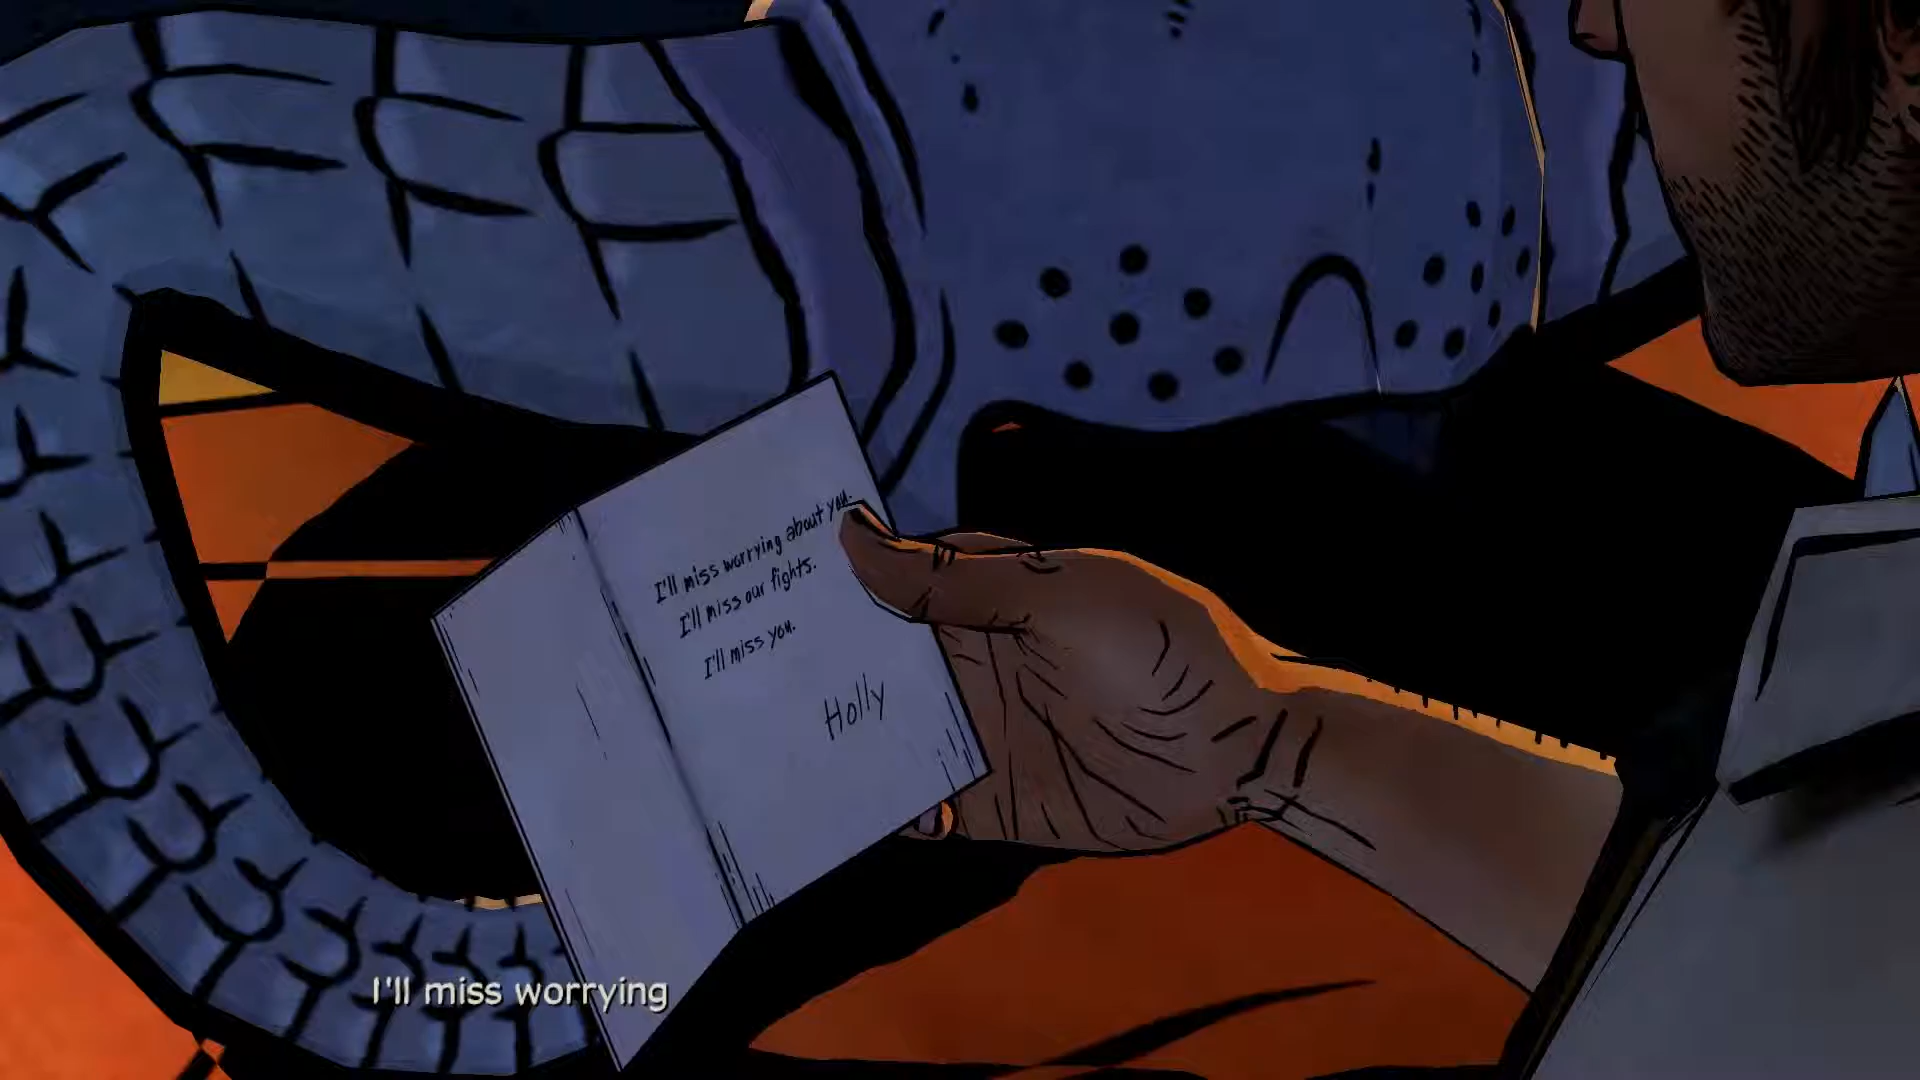 I'll miss worrying about you.
I'll miss our fights.
I'll miss you.
Holly
I'll miss worrying